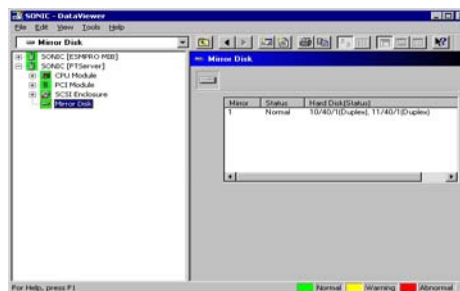 SONIC - DataViewer
File Edit View Tools Help
Mirror Disk
SONIC [ESMPRO MIB]
SONIC [FTServer]
CPU Module
PCI Module
SCSI Enclosure
Mirror Disk
Mirror Disk
Mirror Status Hard Disk(Status)
1 Normal 10/40/1(Duplex), 11/40/1(Duplex)
For Help, press F1
Normal Warning Abnormal